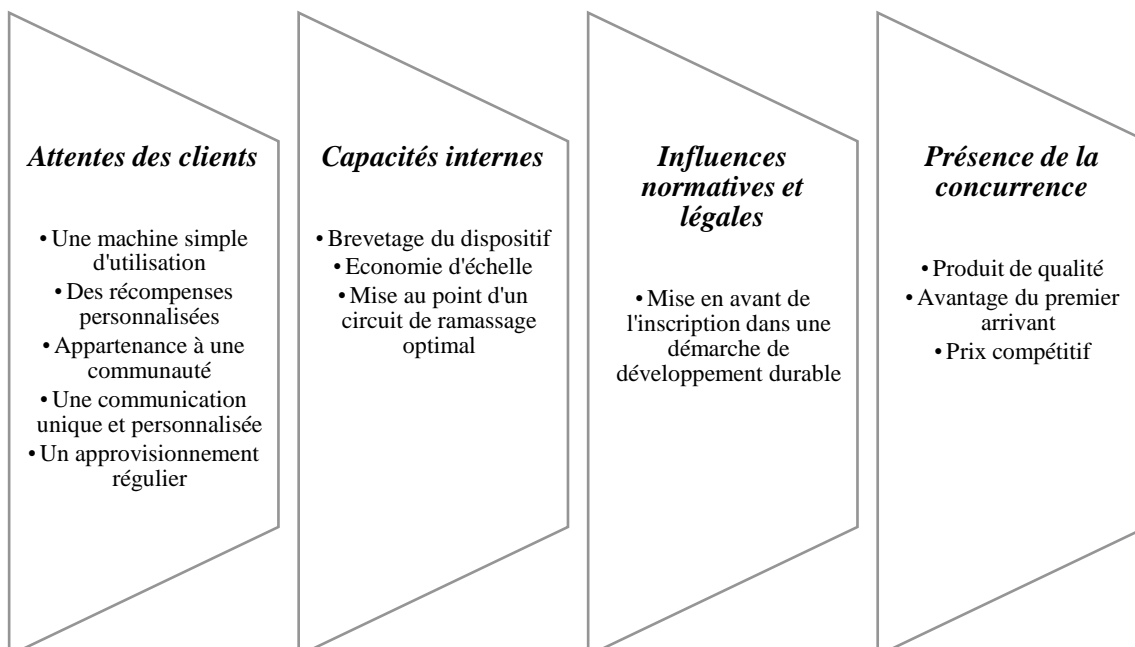 Attentes des clients
• Une machine simple
d'utilisation
• Des récompenses
personnalisées
• Appartenance à une
communauté
• Une communication
unique et personnalisée
• Un approvisionnement
régulier
Capacités internes
• Brevetage du dispositif
• Economie d'échelle
• Mise au point d'un
circuit de ramassage
optimal
Influences
normatives et
légales
• Mise en avant de
l'inscription dans une
démarche de
développement durable
Présence de la
concurrence
• Produit de qualité
• Avantage du premier
arrivant
• Prix compétitif